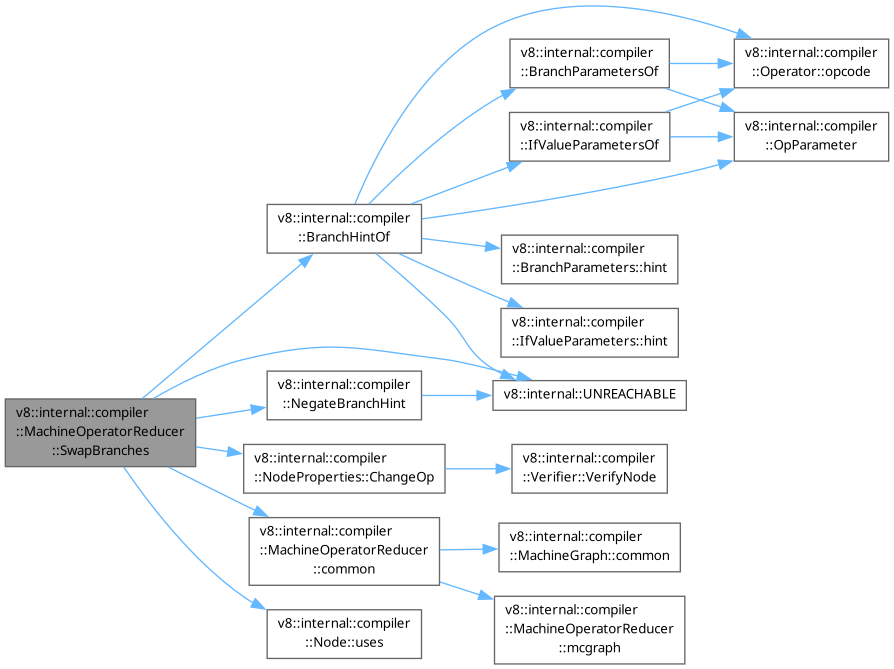 v8::internal::compiler
::MachineOperatorReducer
::SwapBranches
v8::internal::compiler
::BranchHintOf
v8::internal::compiler
::BranchParametersOf
v8::internal::compiler
::Operator::opcode
v8::internal::compiler
::IfValueParametersOf
v8::internal::compiler
::OpParameter
v8::internal::compiler
::BranchParameters::hint
v8::internal::compiler
::IfValueParameters::hint
v8::internal::UNREACHABLE
v8::internal::compiler
::NegateBranchHint
v8::internal::compiler
::NodeProperties::ChangeOp
v8::internal::compiler
::Verifier::VerifyNode
v8::internal::compiler
::MachineOperatorReducer
::common
v8::internal::compiler
::MachineGraph::common
v8::internal::compiler
::MachineOperatorReducer
::mcgraph
v8::internal::compiler
::Node::uses